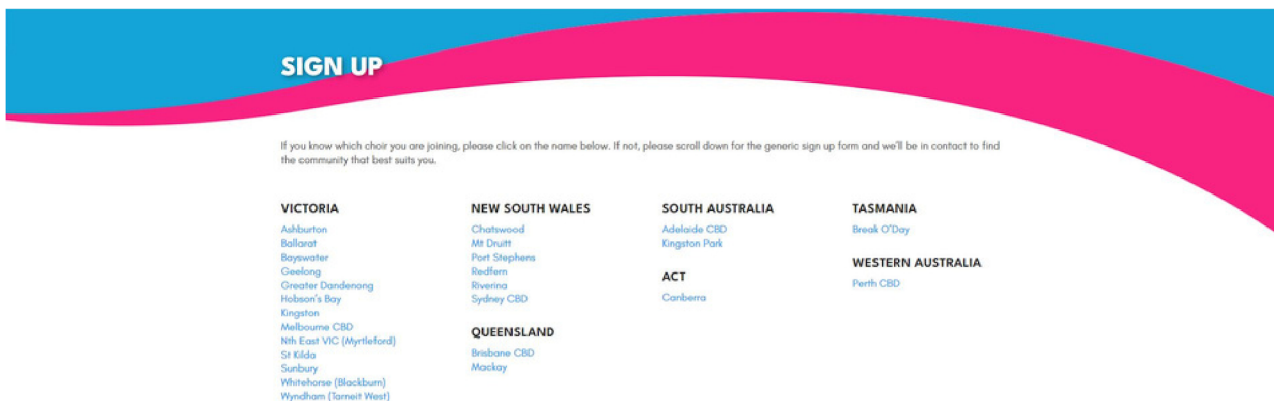 SIGN UP
If you know which choir you are joining, please click on the name below. If not, please scroll down for the generic sign up form and we'll be in contact to find
the community that best suits you.
VICTORIA
Ashburton
Ballarat
Bayswater
Geelong
Greater Dandenong
Hobson's Bay
Kingston
Melbourne CBD
Nth East VIC (Myrtleford)
St Kilda
Sunbury
Whitehorse (Blackburn)
Wyndham (Tarneit West)
NEW SOUTH WALES
Chatswood
Mt Druitt
Port Stephens
Redfern
Riverina
Sydney CBD
QUEENSLAND
Brisbane CBD
Mackay
SOUTH AUSTRALIA
Adelaide CBD
Kingston Park
ACT
Canberra
TASMANIA
Break O'Day
WESTERN AUSTRALIA
Perth CBD